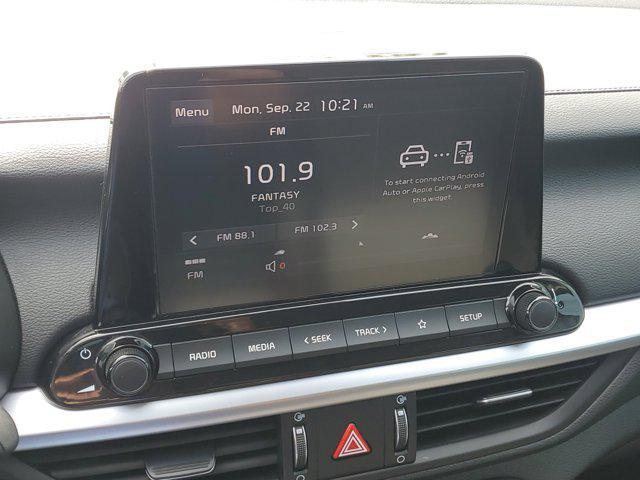 Menu Mon, Sep. 22 10:21 AM
FM
101.9
FANTASY
Top_40
To start connecting Android
Auto or Apple CarPlay, press
this widget.
< FM 88.1 FM 102.3 >
FM 0
RADIO MEDIA < SEEK TRACK > SETUP